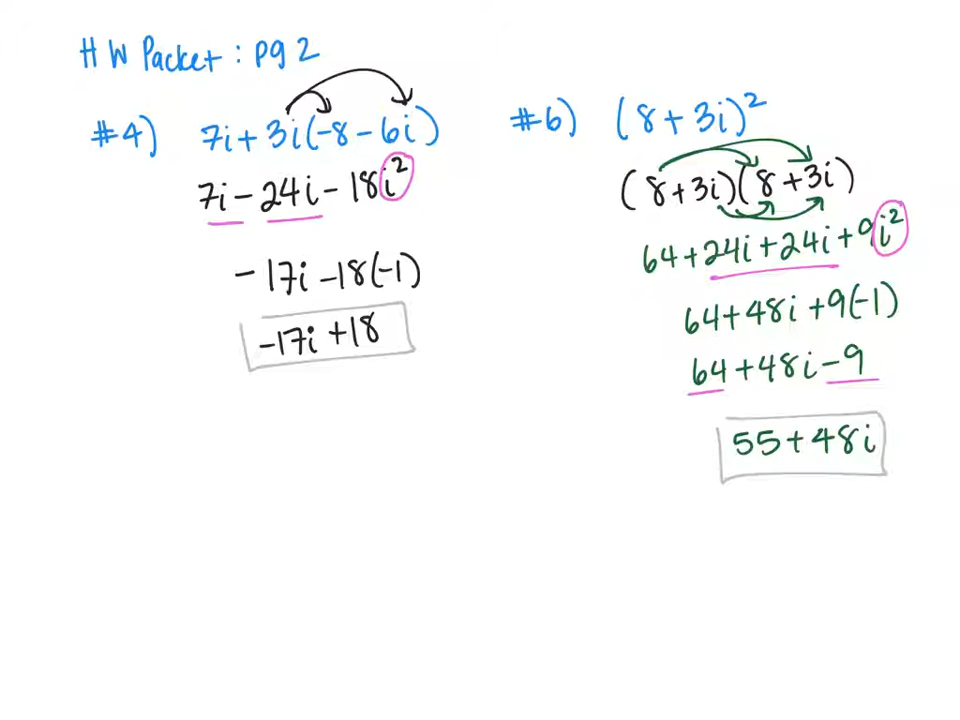 HW Packet: pg 2
#4) 7i + 3i(-8 - 6i)
7i - 24i - 18i²
-17i - 18(-1)
-17i + 18
#6) (8 + 3i)²
(8 + 3i)(8 + 3i)
64 + 24i + 24i + 9i²
64 + 48i + 9(-1)
64 + 48i - 9
55 + 48i